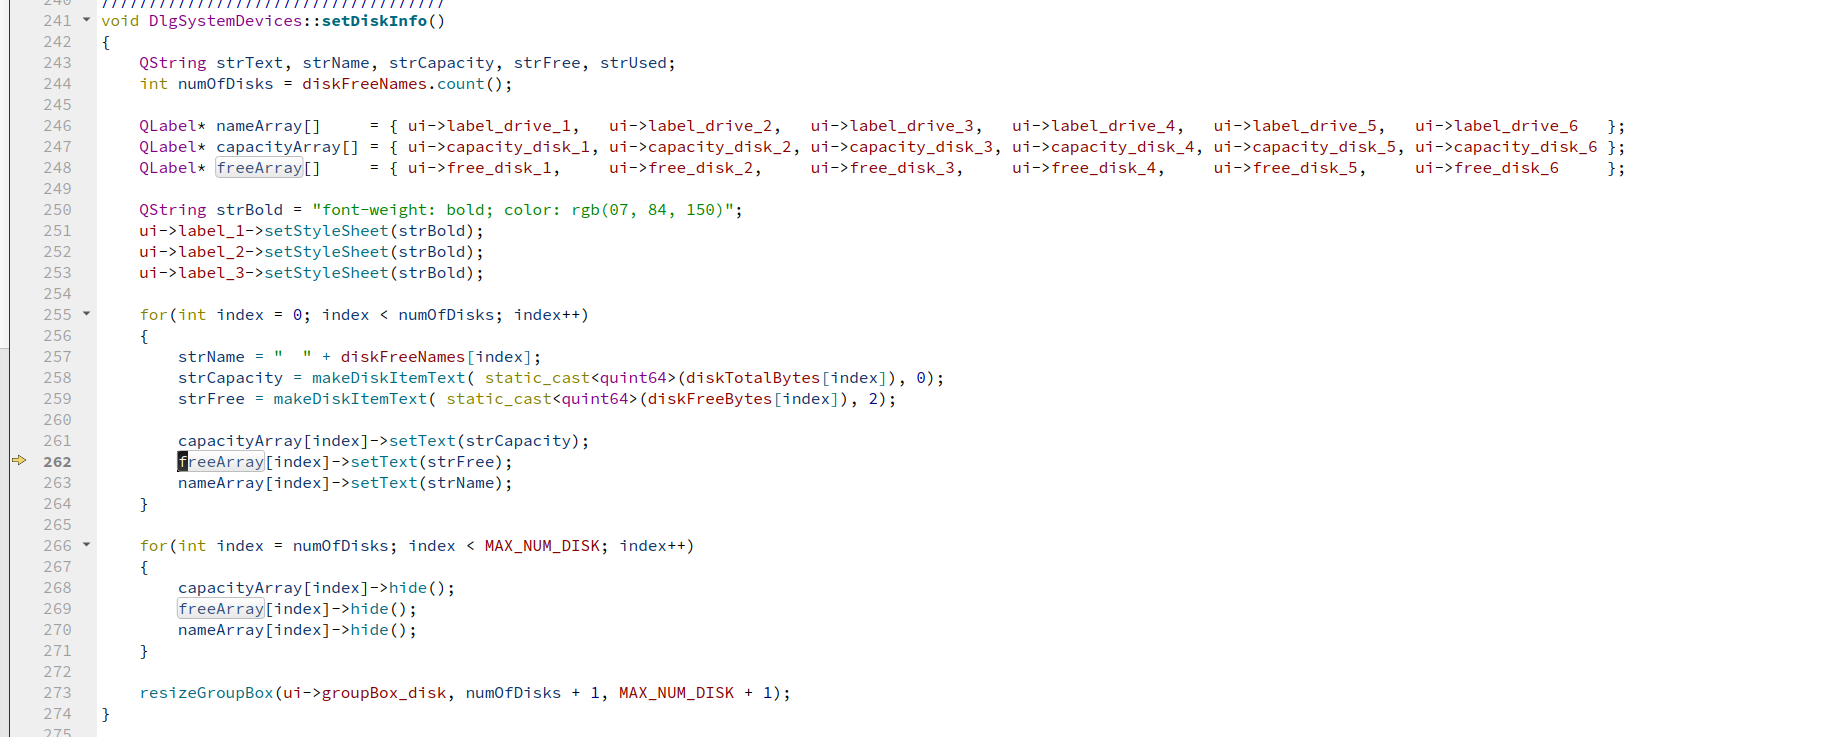 240 ////////////////////////////////////
241 void DlgSystemDevices::setDiskInfo()
242 {
243     QString strText, strName, strCapacity, strFree, strUsed;
244     int numOfDisks = diskFreeNames.count();
245
246     QLabel* nameArray[]     = { ui->label_drive_1,   ui->label_drive_2,   ui->label_drive_3,   ui->label_drive_4,   ui->label_drive_5,   ui->label_drive_6   };
247     QLabel* capacityArray[] = { ui->capacity_disk_1, ui->capacity_disk_2, ui->capacity_disk_3, ui->capacity_disk_4, ui->capacity_disk_5, ui->capacity_disk_6 };
248     QLabel* freeArray[]     = { ui->free_disk_1,     ui->free_disk_2,     ui->free_disk_3,     ui->free_disk_4,     ui->free_disk_5,     ui->free_disk_6     };
249
250     QString strBold = "font-weight: bold; color: rgb(07, 84, 150)";
251     ui->label_1->setStyleSheet(strBold);
252     ui->label_2->setStyleSheet(strBold);
253     ui->label_3->setStyleSheet(strBold);
254
255     for(int index = 0; index < numOfDisks; index++)
256     {
257         strName = "  " + diskFreeNames[index];
258         strCapacity = makeDiskItemText( static_cast<quint64>(diskTotalBytes[index]), 0);
259         strFree = makeDiskItemText( static_cast<quint64>(diskFreeBytes[index]), 2);
260
261         capacityArray[index]->setText(strCapacity);
262         freeArray[index]->setText(strFree);
263         nameArray[index]->setText(strName);
264     }
265
266     for(int index = numOfDisks; index < MAX_NUM_DISK; index++)
267     {
268         capacityArray[index]->hide();
269         freeArray[index]->hide();
270         nameArray[index]->hide();
271     }
272
273     resizeGroupBox(ui->groupBox_disk, numOfDisks + 1, MAX_NUM_DISK + 1);
274 }
275